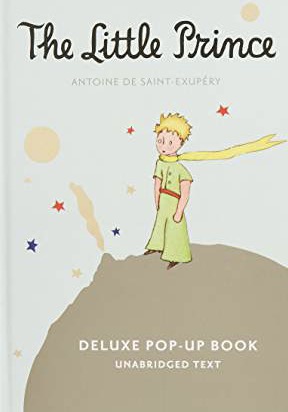 The Little Prince
ANTOINE DE SAINT-EXUPÉRY
DELUXE POP-UP BOOK
UNABRIDGED TEXT